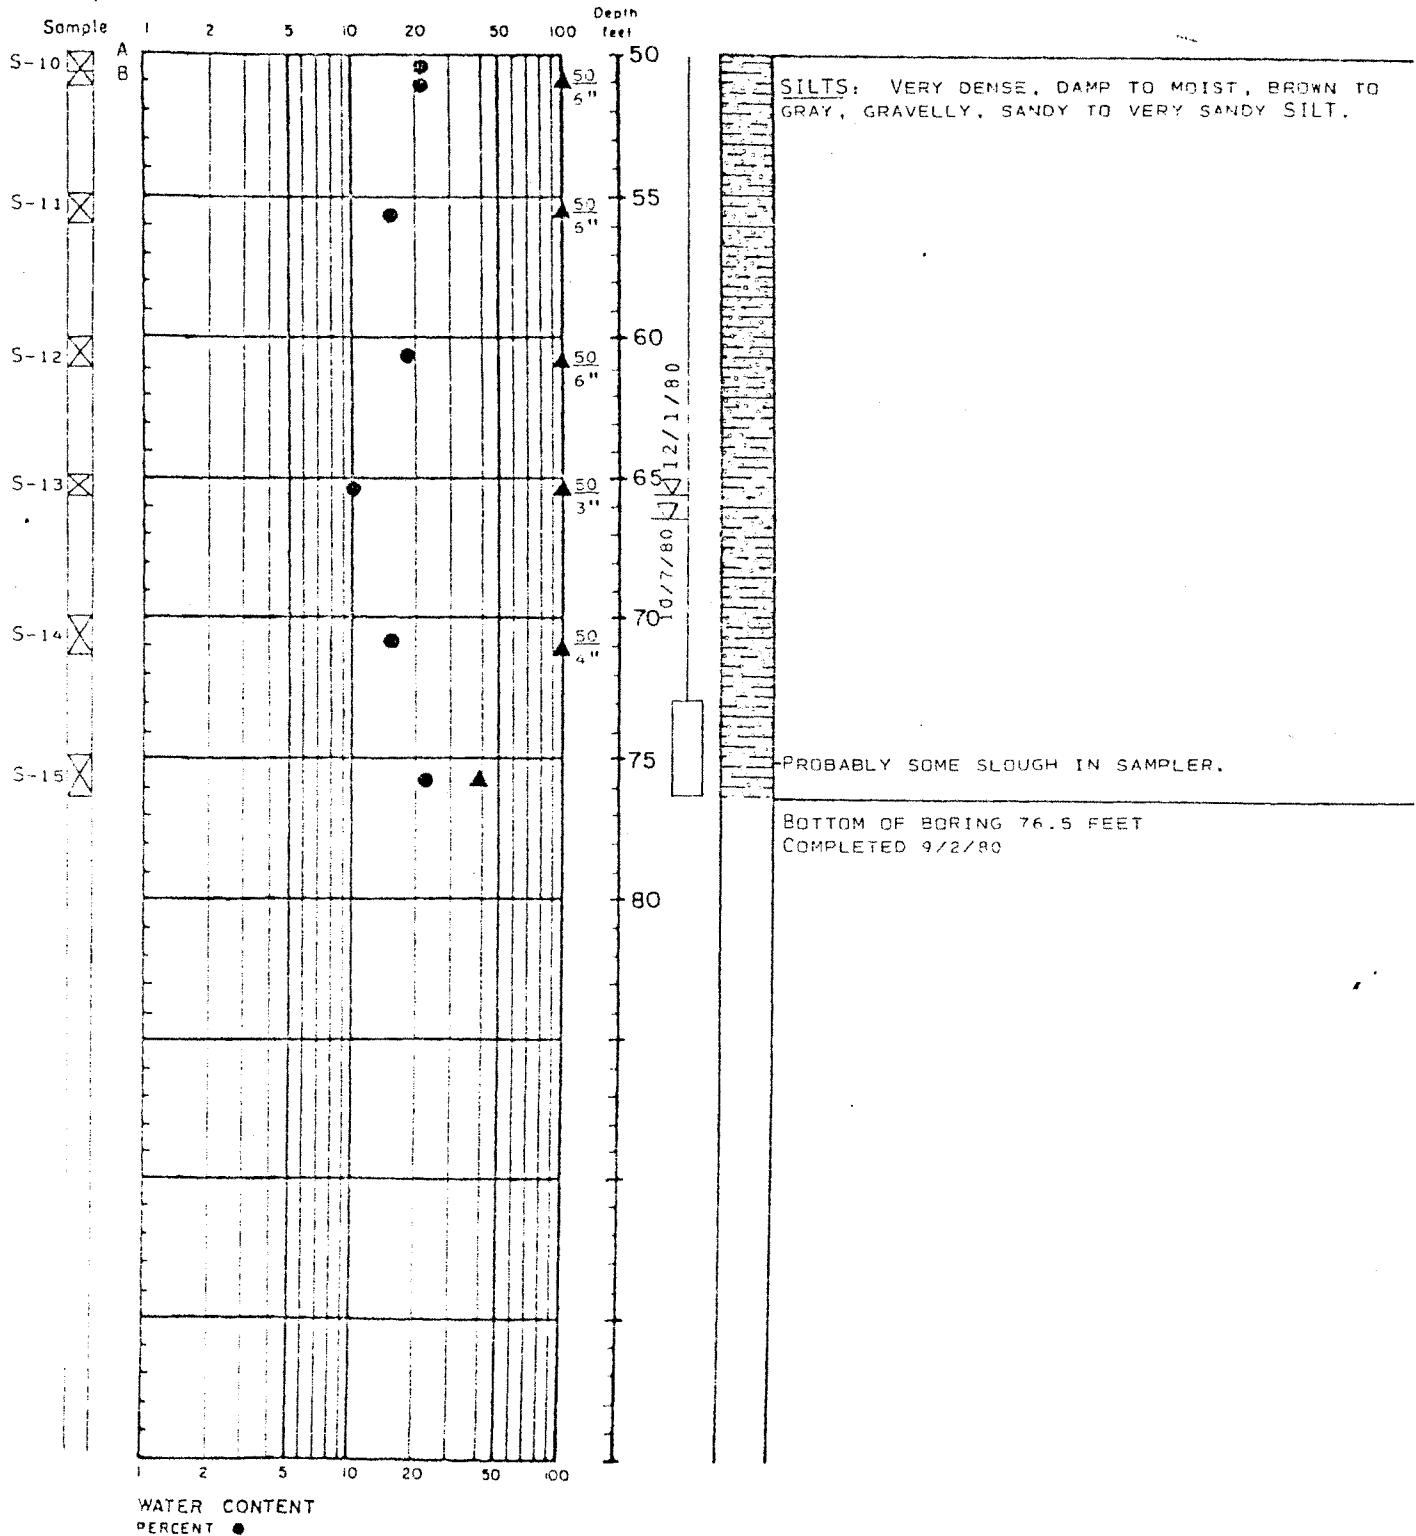 Depth
feet
Sample 1 2 5 10 20 50 100
50
S-10 A
B
50
6"
SILTS: VERY DENSE, DAMP TO MOIST, BROWN TO
GRAY, GRAVELLY, SANDY TO VERY SANDY SILT.
S-11
50
6"
55
S-12
50
6"
60
12/1/80
S-13
50
3"
65
10/7/80
S-14
50
4"
70
S-15
75
PROBABLY SOME SLOUGH IN SAMPLER.
BOTTOM OF BORING 76.5 FEET
COMPLETED 9/2/80
80
1 2 5 10 20 50 100
WATER CONTENT
PERCENT